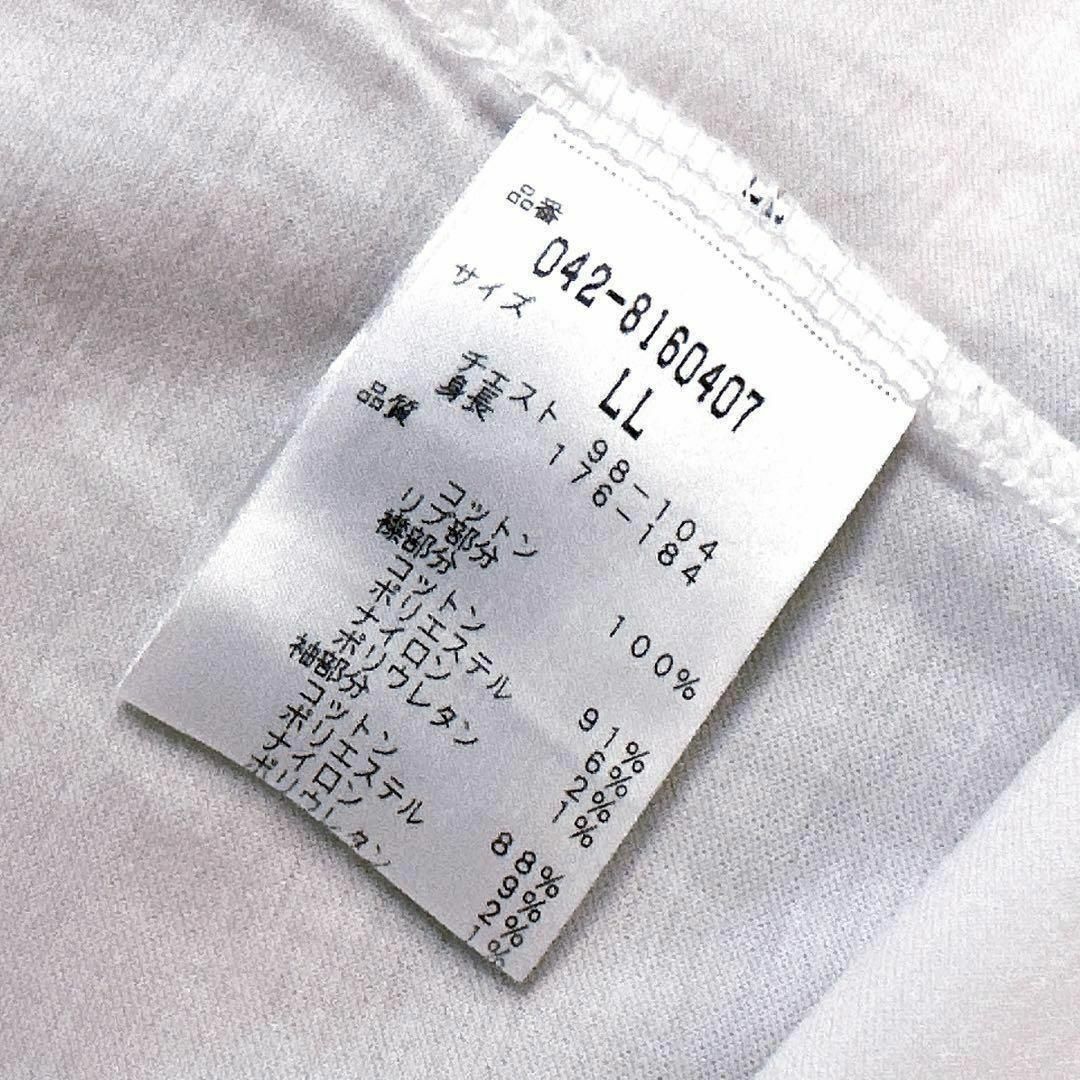 品番
042-8160407
サイズ LL
チェスト 98-104
身長 176-184
品質
コットン 100%
リブ部分
襟部分
コットン 91%
ポリエステル 6%
ナイロン 2%
ポリウレタン 1%
袖部分
コットン 88%
ポリエステル 9%
ナイロン 2%
ポリウレタン 1%